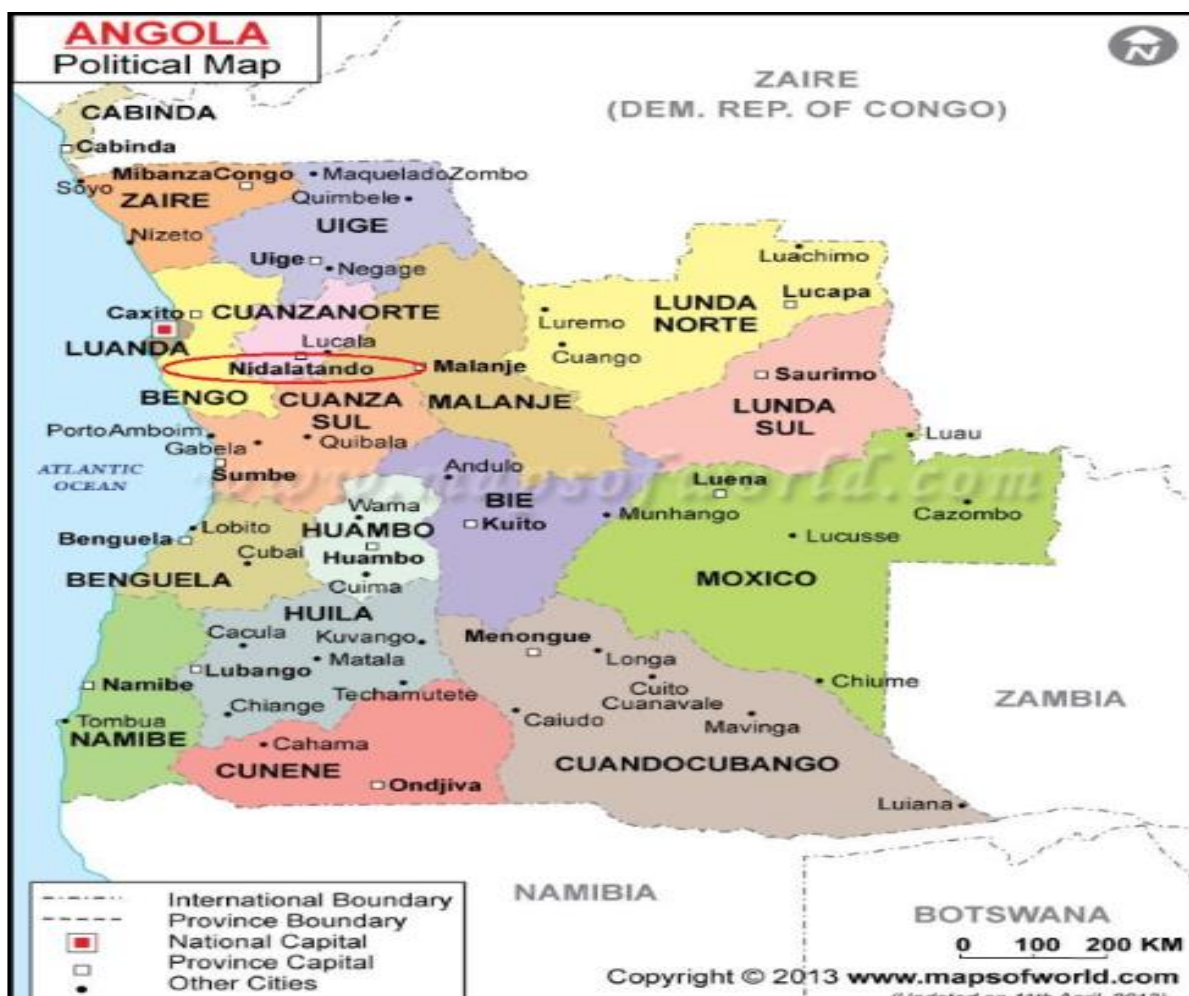 ANGOLA
Political Map
N
ZAIRE
(DEM. REP. OF CONGO)
CABINDA
Cabinda
Soyo
MibanzaCongo
MaqueladoZombo
ZAIRE
Quimbele
UIGE
Nizeto
Uige
Negage
Luachimo
Caxito
CUANZANORTE
LUNDA
NORTE
Lucapa
Luremo
LUANDA
Lucala
Cuango
Nidalatando
Malanje
Saurimo
BENGO
CUANZA
SUL
MALANJE
LUNDA
SUL
PortoAmboim
Gabela
Quibala
Luau
ATLANTIC
OCEAN
Sumbe
Andulo
www.mapsofworld.com
Luena
BIE
Wama
Munhango
Cazombo
Lobito
HUAMBO
Kuito
Lucusse
Benguela
Cubal
Huambo
BENGUELA
Cuima
MOXICO
HUILA
Cacula
Kuvango
Menongue
Lubango
Matala
Longa
Namibe
Techamutete
Cuito
Cuanavale
Chiume
ZAMBIA
Tombua
Chiange
Caiudo
Mavinga
NAMIBE
Cahama
CUNENE
Ondjiva
CUANDOCUBANGO
Luiana
NAMIBIA
BOTSWANA
International Boundary
Province Boundary
National Capital
Province Capital
Other Cities
0 100 200 KM
Copyright © 2013 www.mapsofworld.com